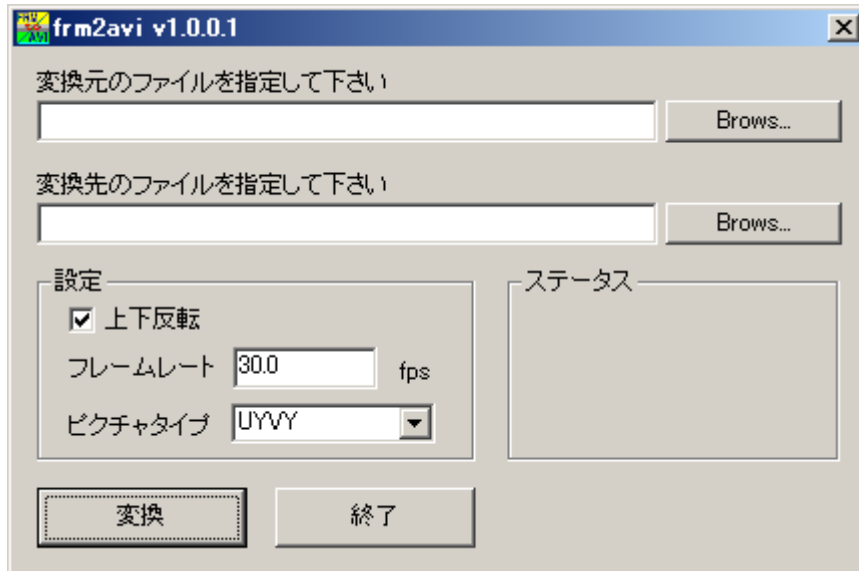 frm2avi v1.0.0.1
変換元のファイルを指定して下さい
Brows...
変換先のファイルを指定して下さい
Brows...
設定
上下反転
フレームレート 30.0 fps
ピクチャタイプ UYVY
ステータス
変換 終了